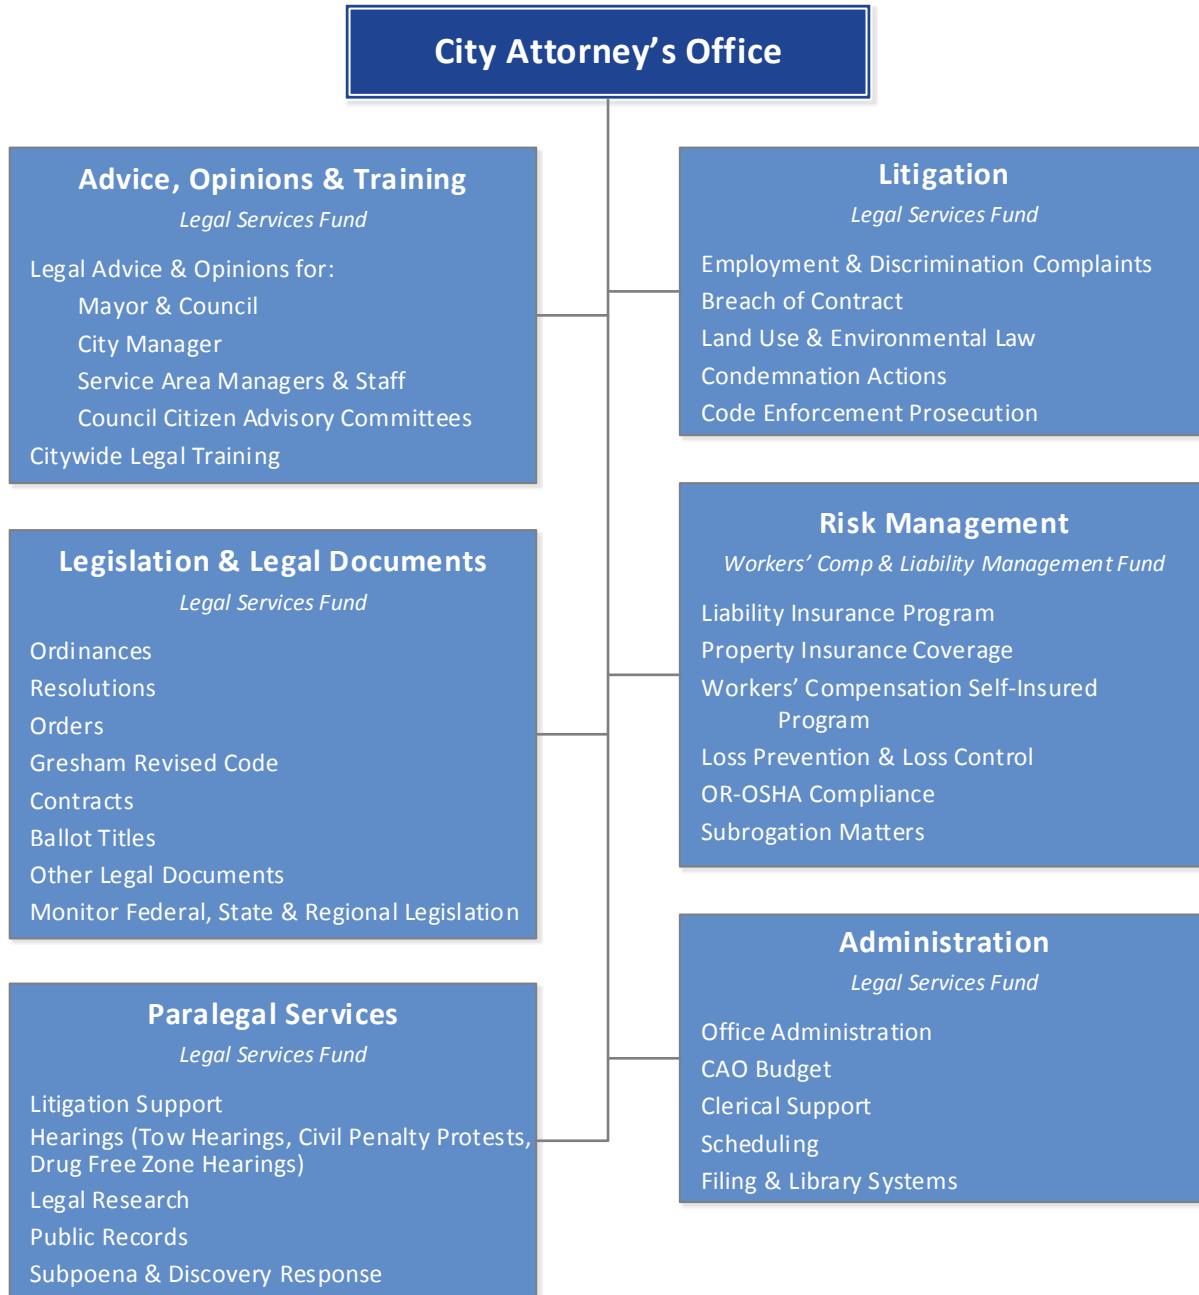 City Attorney’s Office
Advice, Opinions & Training
Legal Services Fund
Legal Advice & Opinions for:
Mayor & Council
City Manager
Service Area Managers & Staff
Council Citizen Advisory Committees
Citywide Legal Training
Litigation
Legal Services Fund
Employment & Discrimination Complaints
Breach of Contract
Land Use & Environmental Law
Condemnation Actions
Code Enforcement Prosecution
Legislation & Legal Documents
Legal Services Fund
Ordinances
Resolutions
Orders
Gresham Revised Code
Contracts
Ballot Titles
Other Legal Documents
Monitor Federal, State & Regional Legislation
Risk Management
Workers’ Comp & Liability Management Fund
Liability Insurance Program
Property Insurance Coverage
Workers’ Compensation Self-Insured
Program
Loss Prevention & Loss Control
OR-OSHA Compliance
Subrogation Matters
Paralegal Services
Legal Services Fund
Litigation Support
Hearings (Tow Hearings, Civil Penalty Protests,
Drug Free Zone Hearings)
Legal Research
Public Records
Subpoena & Discovery Response
Administration
Legal Services Fund
Office Administration
CAO Budget
Clerical Support
Scheduling
Filing & Library Systems